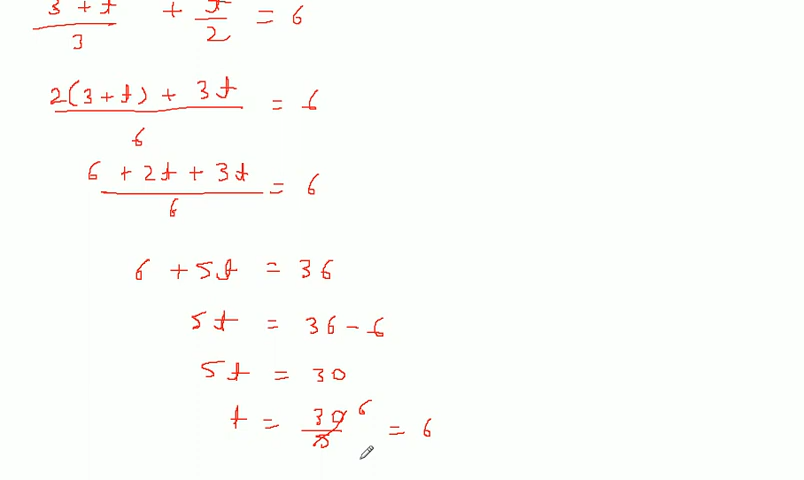 (3 + t)/3 + t/2 = 6
(2(3 + t) + 3t)/6 = 6
(6 + 2t + 3t)/6 = 6
6 + 5t = 36
5t = 36 - 6
5t = 30
t = 30/5 6 = 6